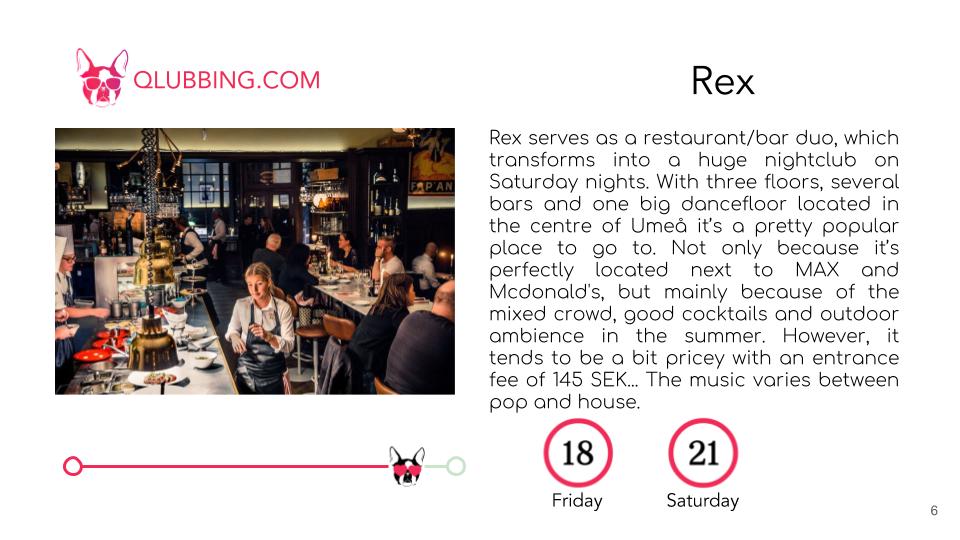 QLUBBING.COM
Rex
Rex serves as a restaurant/bar duo, which
transforms into a huge nightclub on
Saturday nights. With three floors, several
bars and one big dancefloor located in
the centre of Umeå it's a pretty popular
place to go to. Not only because it's
perfectly located next to MAX and
Mcdonald's, but mainly because of the
mixed crowd, good cocktails and outdoor
ambience in the summer. However, it
tends to be a bit pricey with an entrance
fee of 145 SEK... The music varies between
pop and house.
18 21
Friday Saturday
6